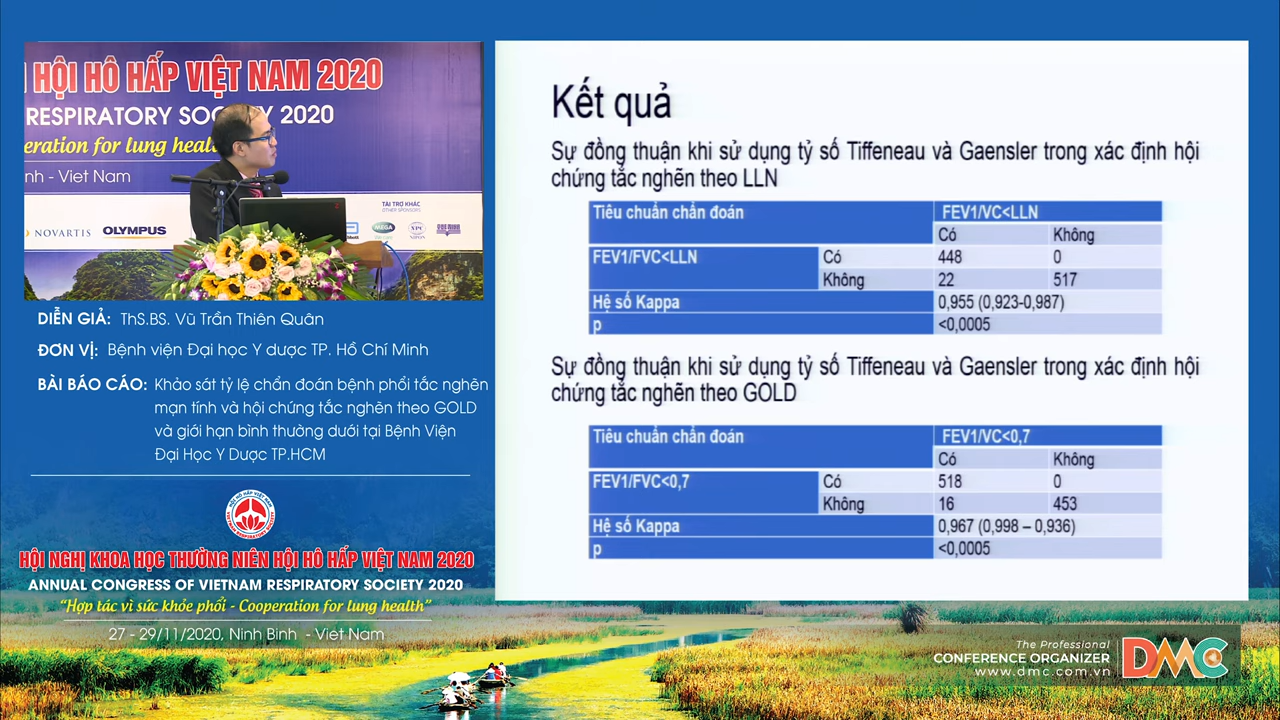 HỘI HÔ HẤP VIỆT NAM 2020
RESPIRATORY SOC Y 2020
eration for lung heal
nh - Viet Nam
TÀI TRỢ KHÁC
OTHER SPONSORS
NOVARTIS
OLYMPUS
MEGA
DIỄN GIẢ: ThS.BS. Vũ Trần Thiên Quân
ĐƠN VỊ: Bệnh viện Đại học Y dược TP. Hồ Chí Minh
BÀI BÁO CÁO: Khảo sát tỷ lệ chẩn đoán bệnh phổi tắc nghẽn
mạn tính và hội chứng tắc nghẽn theo GOLD
và giới hạn bình thường dưới tại Bệnh Viện
Đại Học Y Dược TP.HCM
HỘI NGHỊ KHOA HỌC THƯỜNG NIÊN HỘI HÔ HẤP VIỆT NAM 2020
ANNUAL CONGRESS OF VIETNAM RESPIRATORY SOCIETY 2020
“Hợp tác vì sức khỏe phổi - Cooperation for lung health”
27 - 29/11/2020, Ninh Binh - Viet Nam
Kết quả
Sự đồng thuận khi sử dụng tỷ số Tiffeneau và Gaensler trong xác định hội
chứng tắc nghẽn theo LLN
Tiêu chuẩn chẩn đoán FEV1/VC<LLN
Có Không
FEV1/FVC<LLN Có 448 0
Không 22 517
Hệ số Kappa 0,955 (0,923-0,987)
p <0,0005
Sự đồng thuận khi sử dụng tỷ số Tiffeneau và Gaensler trong xác định hội
chứng tắc nghẽn theo GOLD
Tiêu chuẩn chẩn đoán FEV1/VC<0,7
Có Không
FEV1/FVC<0,7 Có 518 0
Không 16 453
Hệ số Kappa 0,967 (0,998 – 0,936)
p <0,0005
The Professional
CONFERENCE ORGANIZER
www.dmc.com.vn
DMC